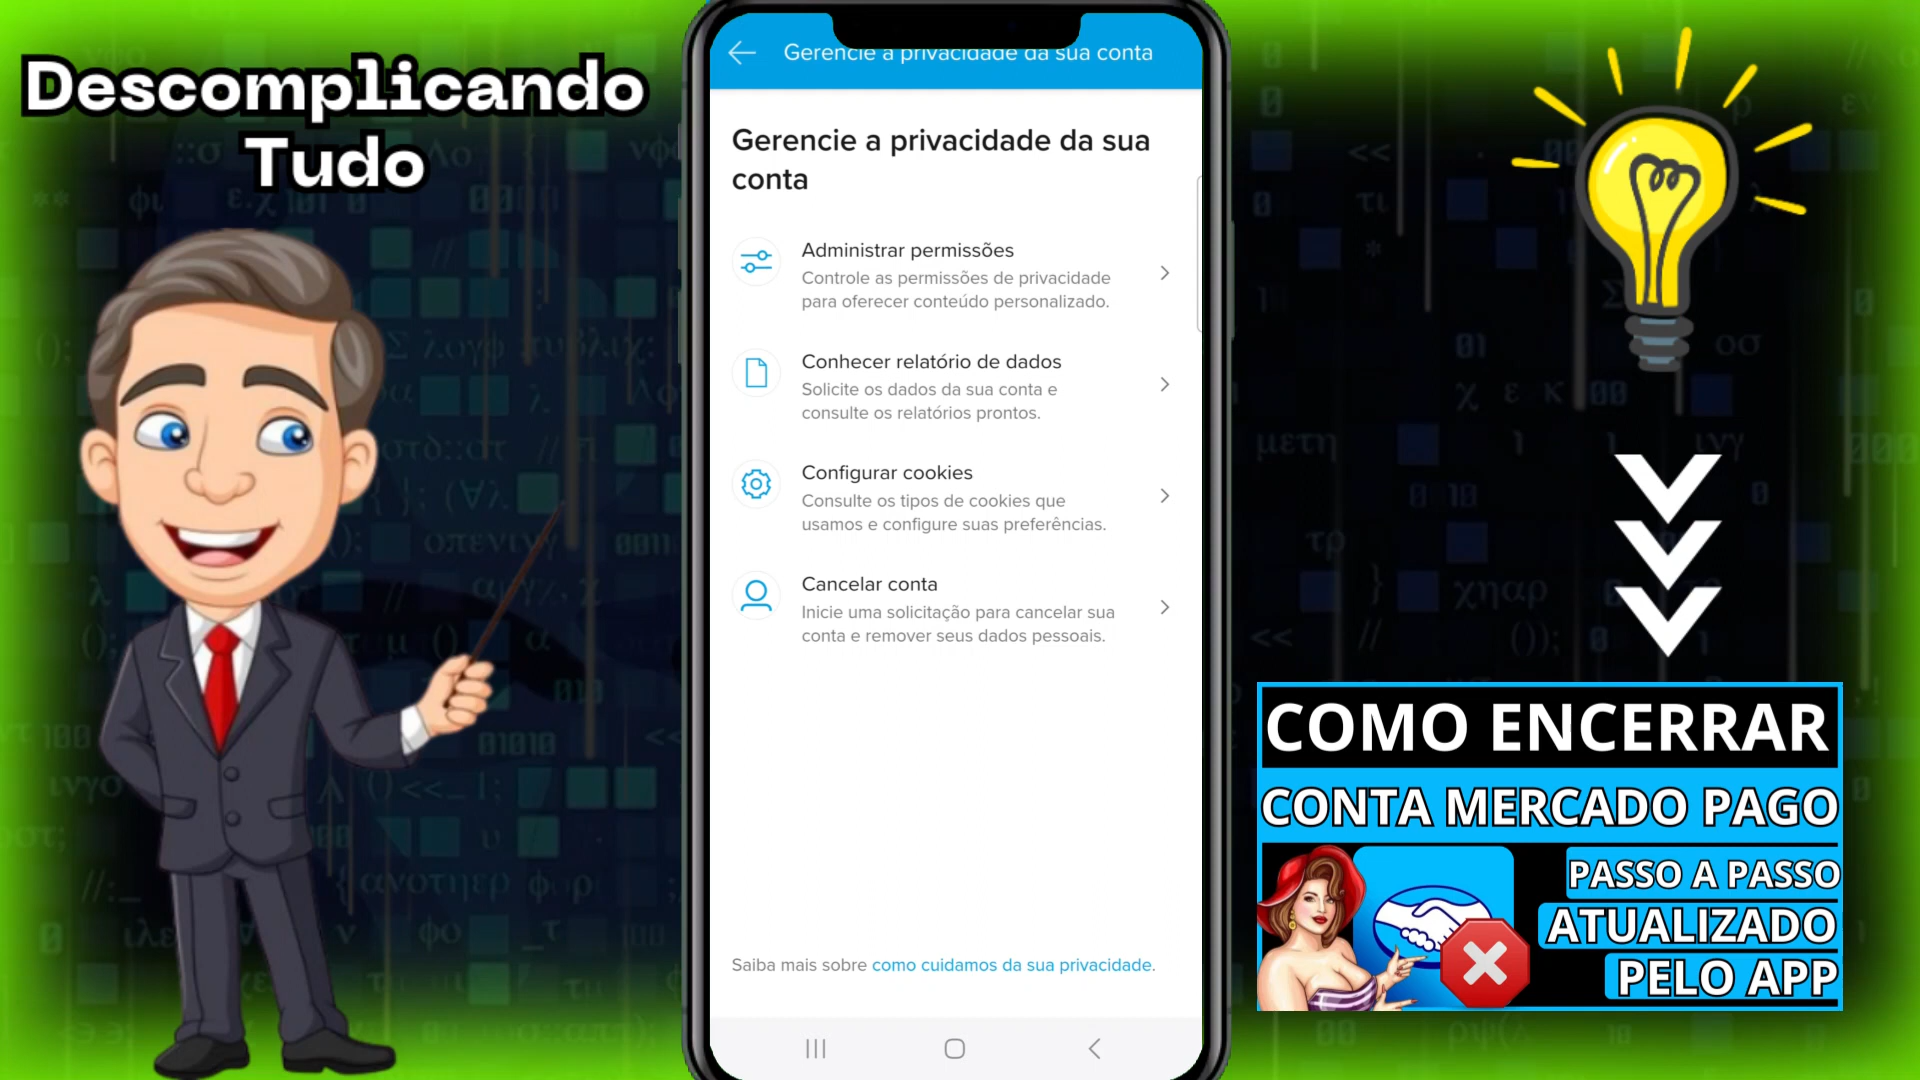 Descomplicando
Tudo
Gerencie a privacidade da sua conta
Gerencie a privacidade da sua
conta
Administrar permissões
Controle as permissões de privacidade
para oferecer conteúdo personalizado.
Conhecer relatório de dados
Solicite os dados da sua conta e
consulte os relatórios prontos.
Configurar cookies
Consulte os tipos de cookies que
usamos e configure suas preferências.
Cancelar conta
Inicie uma solicitação para cancelar sua
conta e remover seus dados pessoais.
Saiba mais sobre como cuidamos da sua privacidade.
COMO ENCERRAR
CONTA MERCADO PAGO
PASSO A PASSO
ATUALIZADO
PELO APP